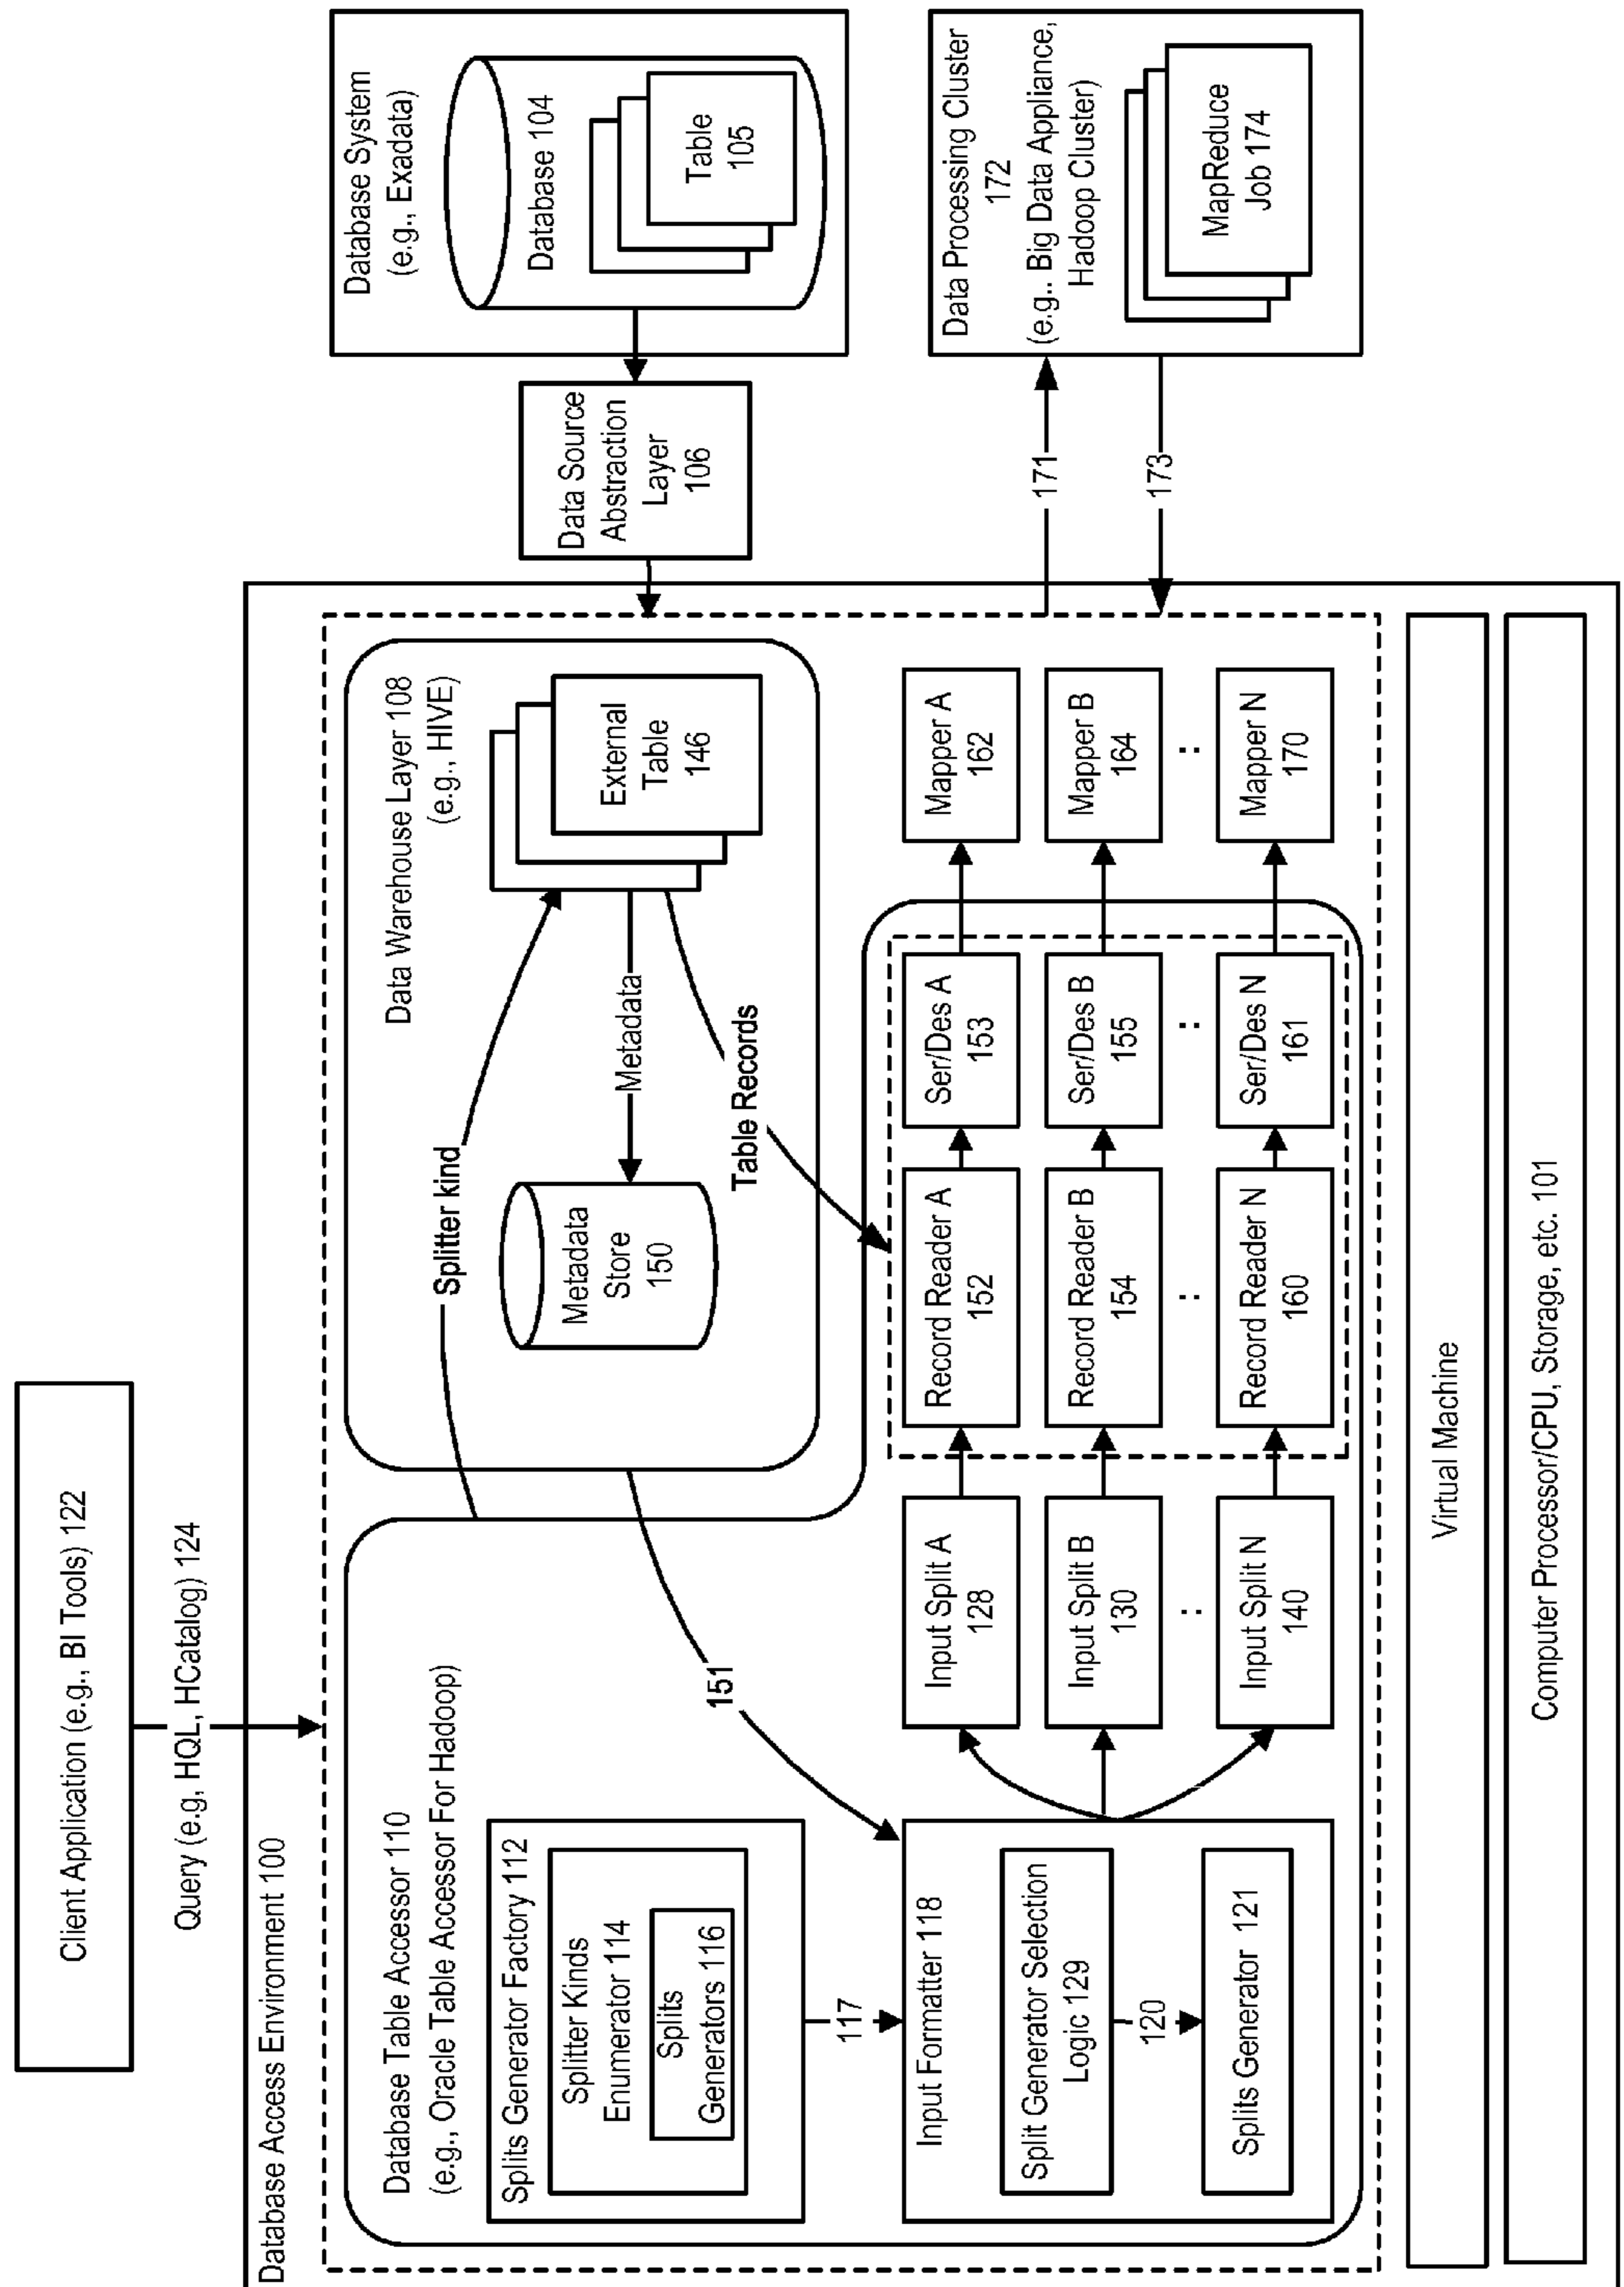 Client Application (e.g., BI Tools) 122
Query (e.g, HQL, HCatalog) 124
Database Access Environment 100
Database Table Accessor 110
(e.g., Oracle Table Accessor For Hadoop)
Splits Generator Factory 112
Splitter Kinds
Enumerator 114
Splits
Generators 116
117
Input Formatter 118
Split Generator Selection
Logic 129
120
Splits Generator 121
151
Splitter kind
Data Warehouse Layer 108
(e.g., HIVE)
Metadata
Store
150
Metadata
External
Table
146
Table Records
Input Split A
128
Input Split B
130
:
Input Split N
140
Record Reader A
152
Record Reader B
154
:
Record Reader N
160
Ser/Des A
153
Ser/Des B
155
:
Ser/Des N
161
Mapper A
162
Mapper B
164
:
Mapper N
170
Data Source
Abstraction
Layer
106
Database System
(e.g., Exadata)
Database 104
Table
105
171
173
Data Processing Cluster
172
(e.g.. Big Data Appliance,
Hadoop Cluster)
MapReduce
Job 174
Virtual Machine
Computer Processor/CPU, Storage, etc. 101